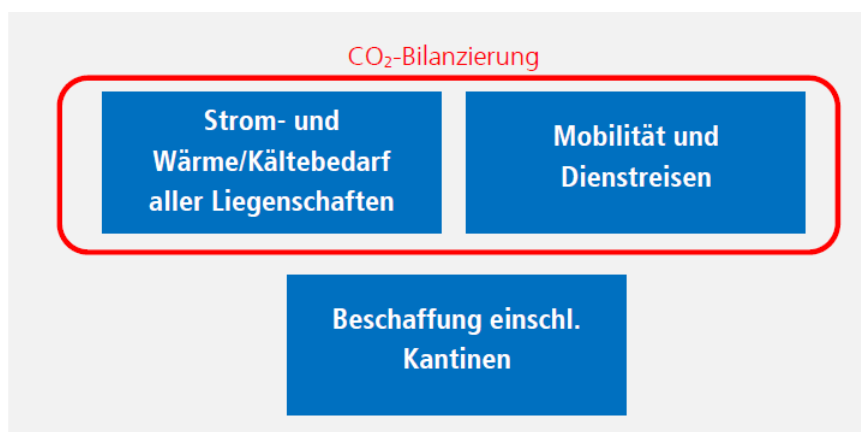 CO₂-Bilanzierung
Strom- und
Wärme/Kältebedarf
aller Liegenschaften
Mobilität und
Dienstreisen
Beschaffung einschl.
Kantinen